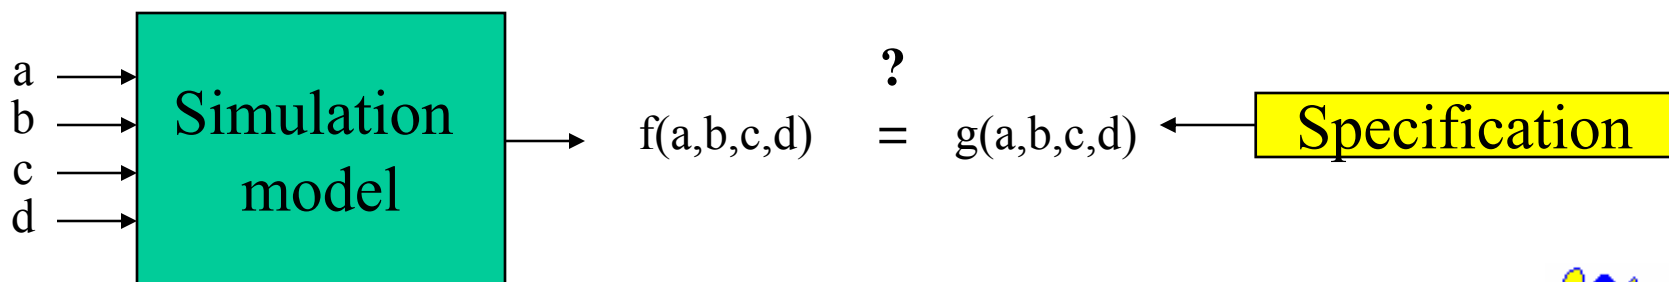 a
b
c
d
Simulation
model
f(a,b,c,d)
?
=
g(a,b,c,d)
Specification